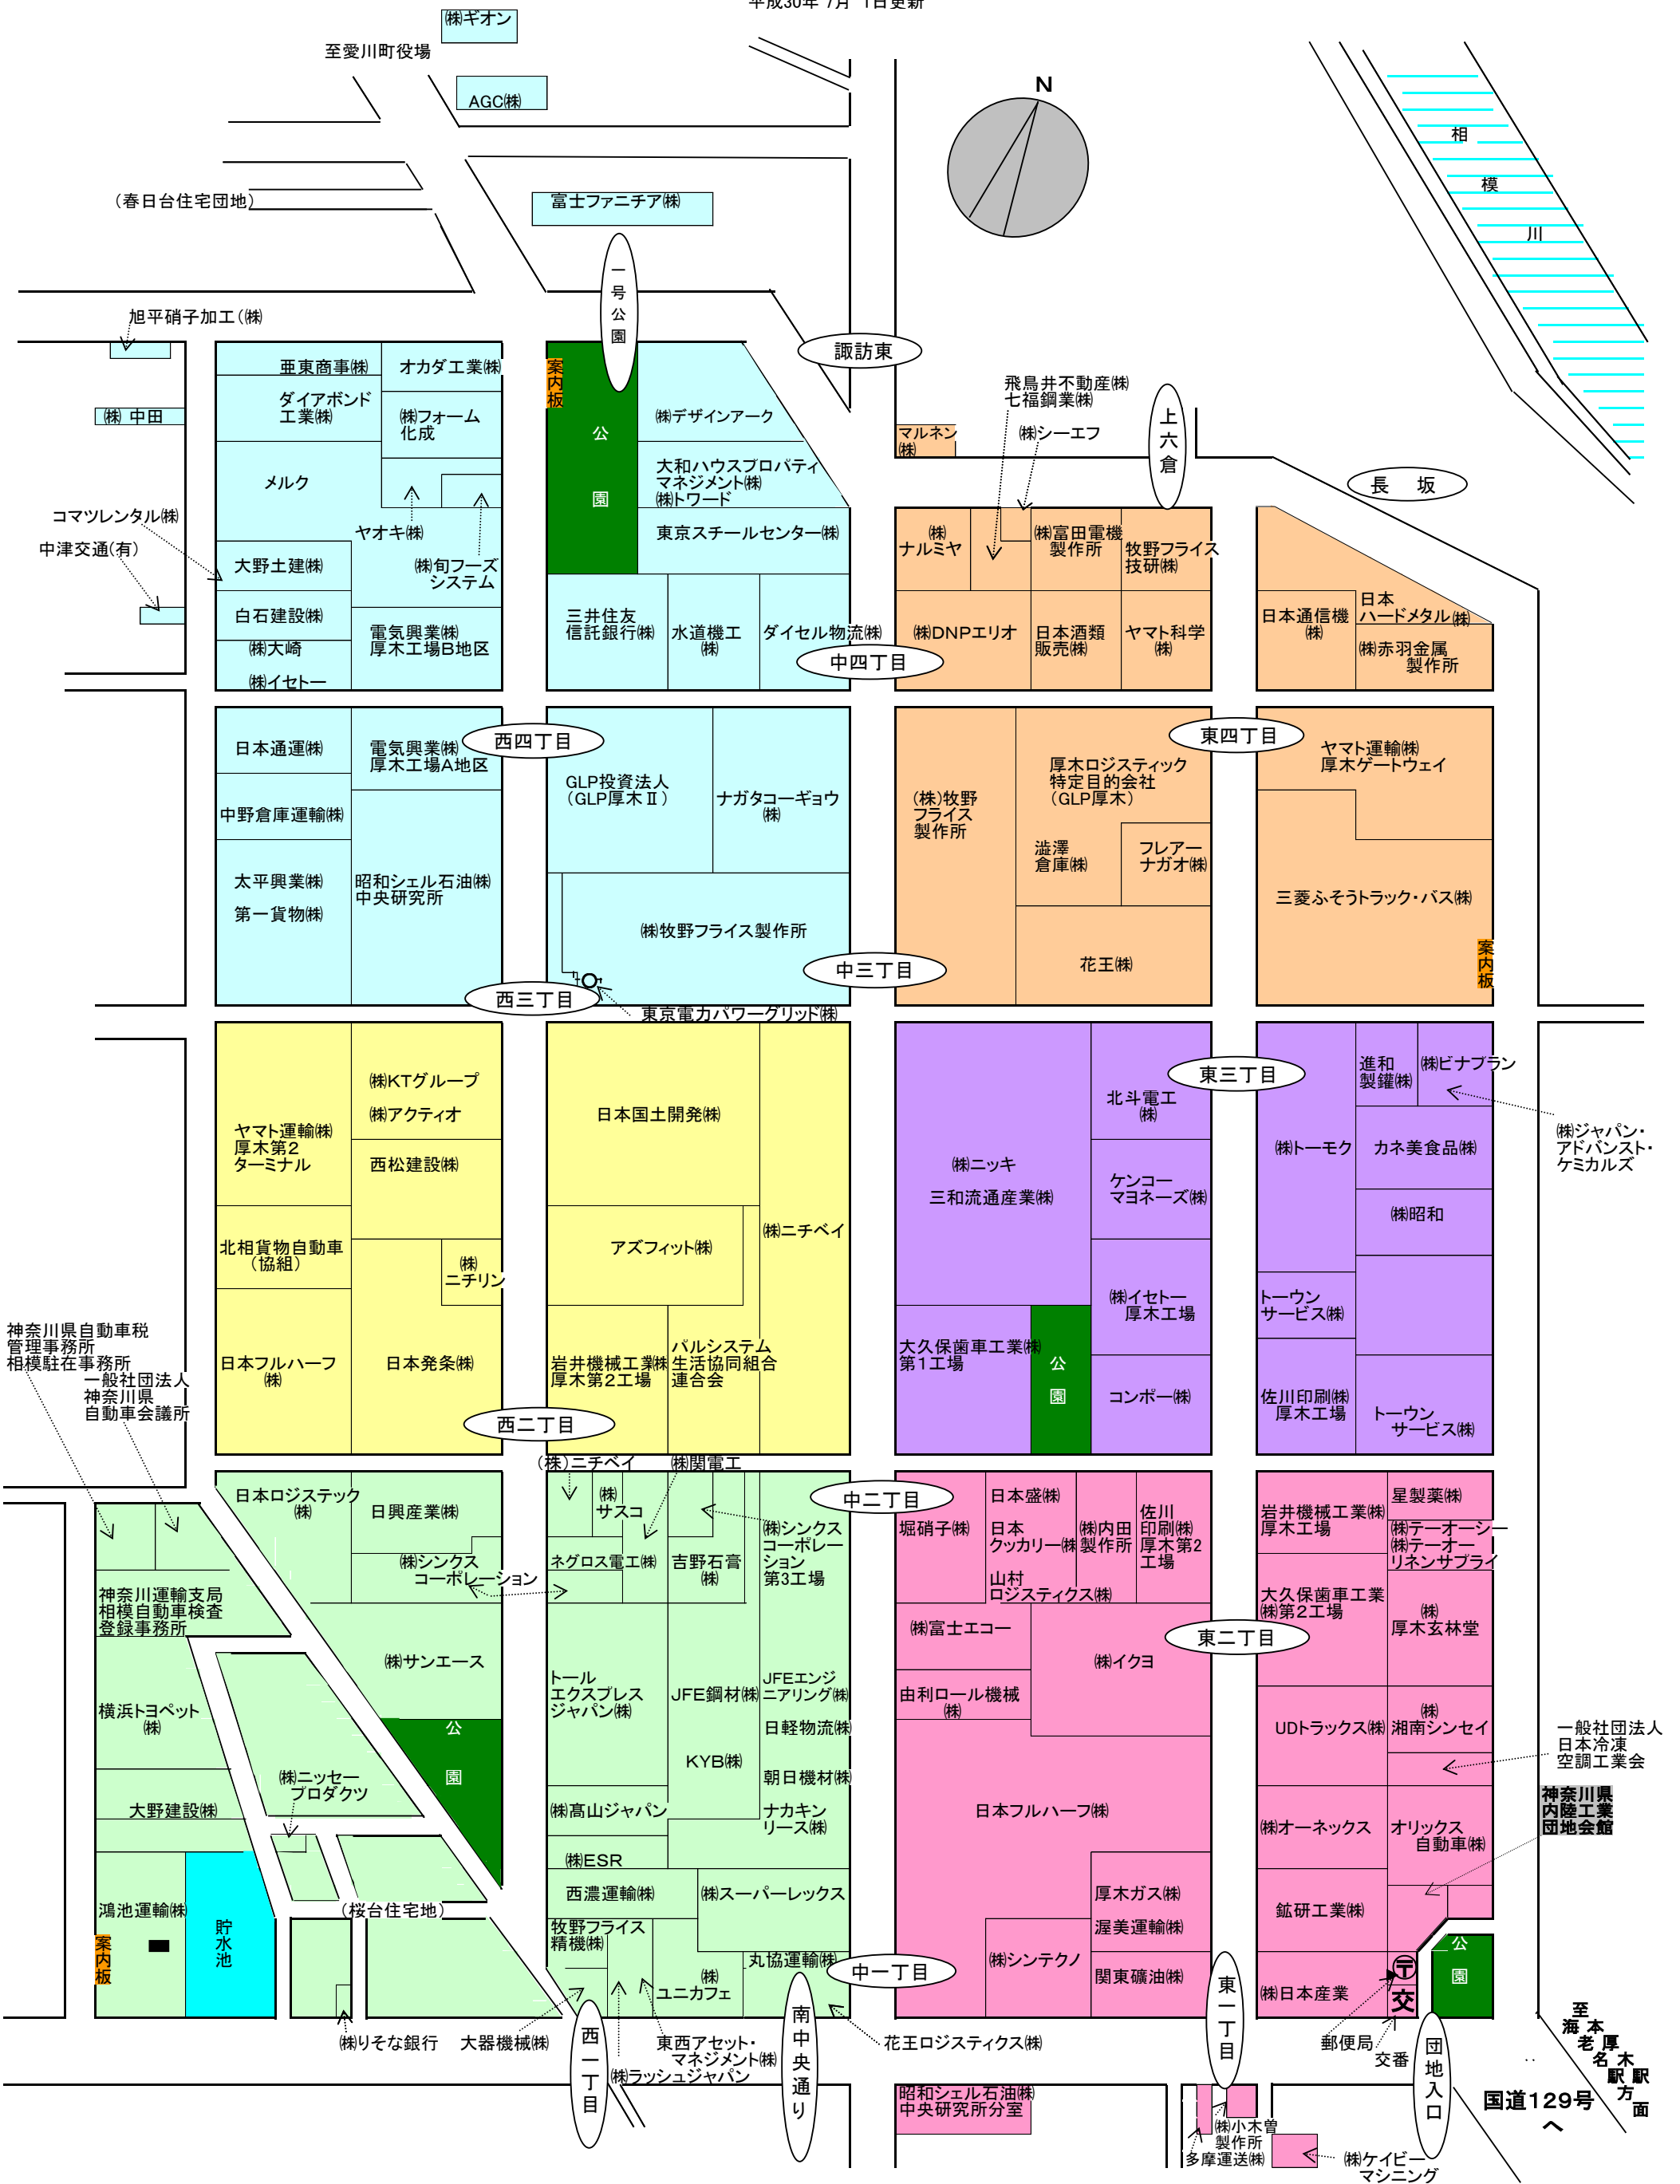 平成30年 7月 1日更新
㈱ギオン
至愛川町役場
AGC㈱
N
相
模
川
（春日台住宅団地）
富士ファニチア㈱
一号公園
旭平硝子加工（㈱
諏訪東
㈱ 中田
亜東商事㈱
オカダ工業㈱
ダイアボンド
工業㈱
㈱フォーム
化成
メルク
ヤオキ㈱
㈱旬フーズ
システム
コマツレンタル㈱
中津交通(有)
大野土建㈱
白石建設㈱
㈱大崎
㈱イセトー
電気興業㈱
厚木工場B地区
案内板
公
園
㈱デザインアーク
大和ハウスプロパティ
マネジメント㈱
㈱トワード
東京スチールセンター㈱
三井住友
信託銀行㈱
水道機工
㈱
ダイセル物流㈱
中四丁目
飛鳥井不動産㈱
七福鋼業㈱
マルネン
㈱
㈱シーエフ
上六倉
長 坂
㈱
ナルミヤ
㈱富田電機
製作所
牧野フライス
技研㈱
㈱DNPエリオ
日本酒類
販売㈱
ヤマト科学
㈱
日本通信機
㈱
日本
ハードメタル㈱
㈱赤羽金属
製作所
日本通運㈱
電気興業㈱
厚木工場A地区
西四丁目
中野倉庫運輸㈱
太平興業㈱
第一貨物㈱
昭和シェル石油㈱
中央研究所
GLP投資法人
（GLP厚木Ⅱ）
ナガタコーギョウ
㈱
㈱牧野フライス製作所
西三丁目
東京電力パワーグリッド㈱
中三丁目
（株）牧野
フライス
製作所
厚木ロジスティック
特定目的会社
（GLP厚木）
澁澤
倉庫㈱
フレアー
ナガオ㈱
花王㈱
東四丁目
ヤマト運輸㈱
厚木ゲートウェイ
三菱ふそうトラック・バス㈱
案内板
ヤマト運輸㈱
厚木第2
ターミナル
㈱KTグループ
㈱アクティオ
西松建設㈱
北相貨物自動車
（協組）
㈱
ニチリン
日本フルハーフ
㈱
日本発条㈱
日本国土開発㈱
アズフィット㈱
㈱ニチベイ
岩井機械工業㈱
厚木第2工場
パルシステム
生活協同組合
連合会
西二丁目
㈱ニッキ
三和流通産業㈱
北斗電工
㈱
ケンコー
マヨネーズ㈱
㈱イセトー
厚木工場
大久保歯車工業㈱
第1工場
公
園
コンポー㈱
東三丁目
㈱トーモク
進和
製鑵㈱
㈱ビナプラン
㈱ジャパン・
アドバンスト・
ケミカルズ
カネ美食品㈱
㈱昭和
トーウン
サービス㈱
佐川印刷㈱
厚木工場
トーウン
サービス㈱
神奈川県自動車税
管理事務所
相模駐在事務所
一般社団法人
神奈川県
自動車会議所
神奈川運輸支局
相模自動車検査
登録事務所
横浜トヨペット
㈱
大野建設㈱
鴻池運輸㈱
案内板
貯水池
日本ロジステック
㈱
日興産業㈱
㈱シンクス
コーポレーション
㈱サンエース
公
園
㈱ニッセー
プロダクツ
（桜台住宅地）
㈱りそな銀行
（株）ニチベイ
㈱関電工
㈱
サスコ
ネグロス電工㈱
吉野石膏
㈱
㈱シンクス
コーポレー
ション
第3工場
トール
エクスプレス
ジャパン㈱
JFE鋼材㈱
JFEエンジ
ニアリング㈱
日軽物流㈱
KYB㈱
朝日機材㈱
㈱髙山ジャパン
ナカキン
リース㈱
㈱ESR
西濃運輸㈱
㈱スーパーレックス
牧野フライス
精機㈱
㈱
ユニカフェ
丸協運輸㈱
大器機械㈱
西一丁目
東西アセット・
マネジメント㈱
㈱ラッシュジャパン
南中央通り
花王ロジスティクス㈱
中二丁目
中一丁目
堀硝子㈱
日本盛㈱
日本
クッカリー㈱
山村
ロジスティクス㈱
㈱内田
製作所
佐川
印刷㈱
厚木第2
工場
㈱富士エコー
㈱イクヨ
由利ロール機械
㈱
日本フルハーフ㈱
厚木ガス㈱
渥美運輸㈱
㈱シンテクノ
関東礦油㈱
東二丁目
東一丁目
岩井機械工業㈱
厚木工場
星製薬㈱
㈱テーオーシー
㈱テーオー
リネンサプライ
大久保歯車工業
㈱第2工場
㈱
厚木玄林堂
UDトラックス㈱
㈱
湘南シンセイ
一般社団法人
日本冷凍
空調工業会
神奈川県
内陸工業
団地会館
㈱オーネックス
オリックス
自動車㈱
鉱研工業㈱
㈱日本産業
〒
交
公
園
郵便局
交番
団地入口
至
海老名駅
本厚木駅方面
国道129号
へ
昭和シェル石油㈱
中央研究所分室
㈱小木曽
製作所
多摩運送㈱
㈱ケイビー
マシニング